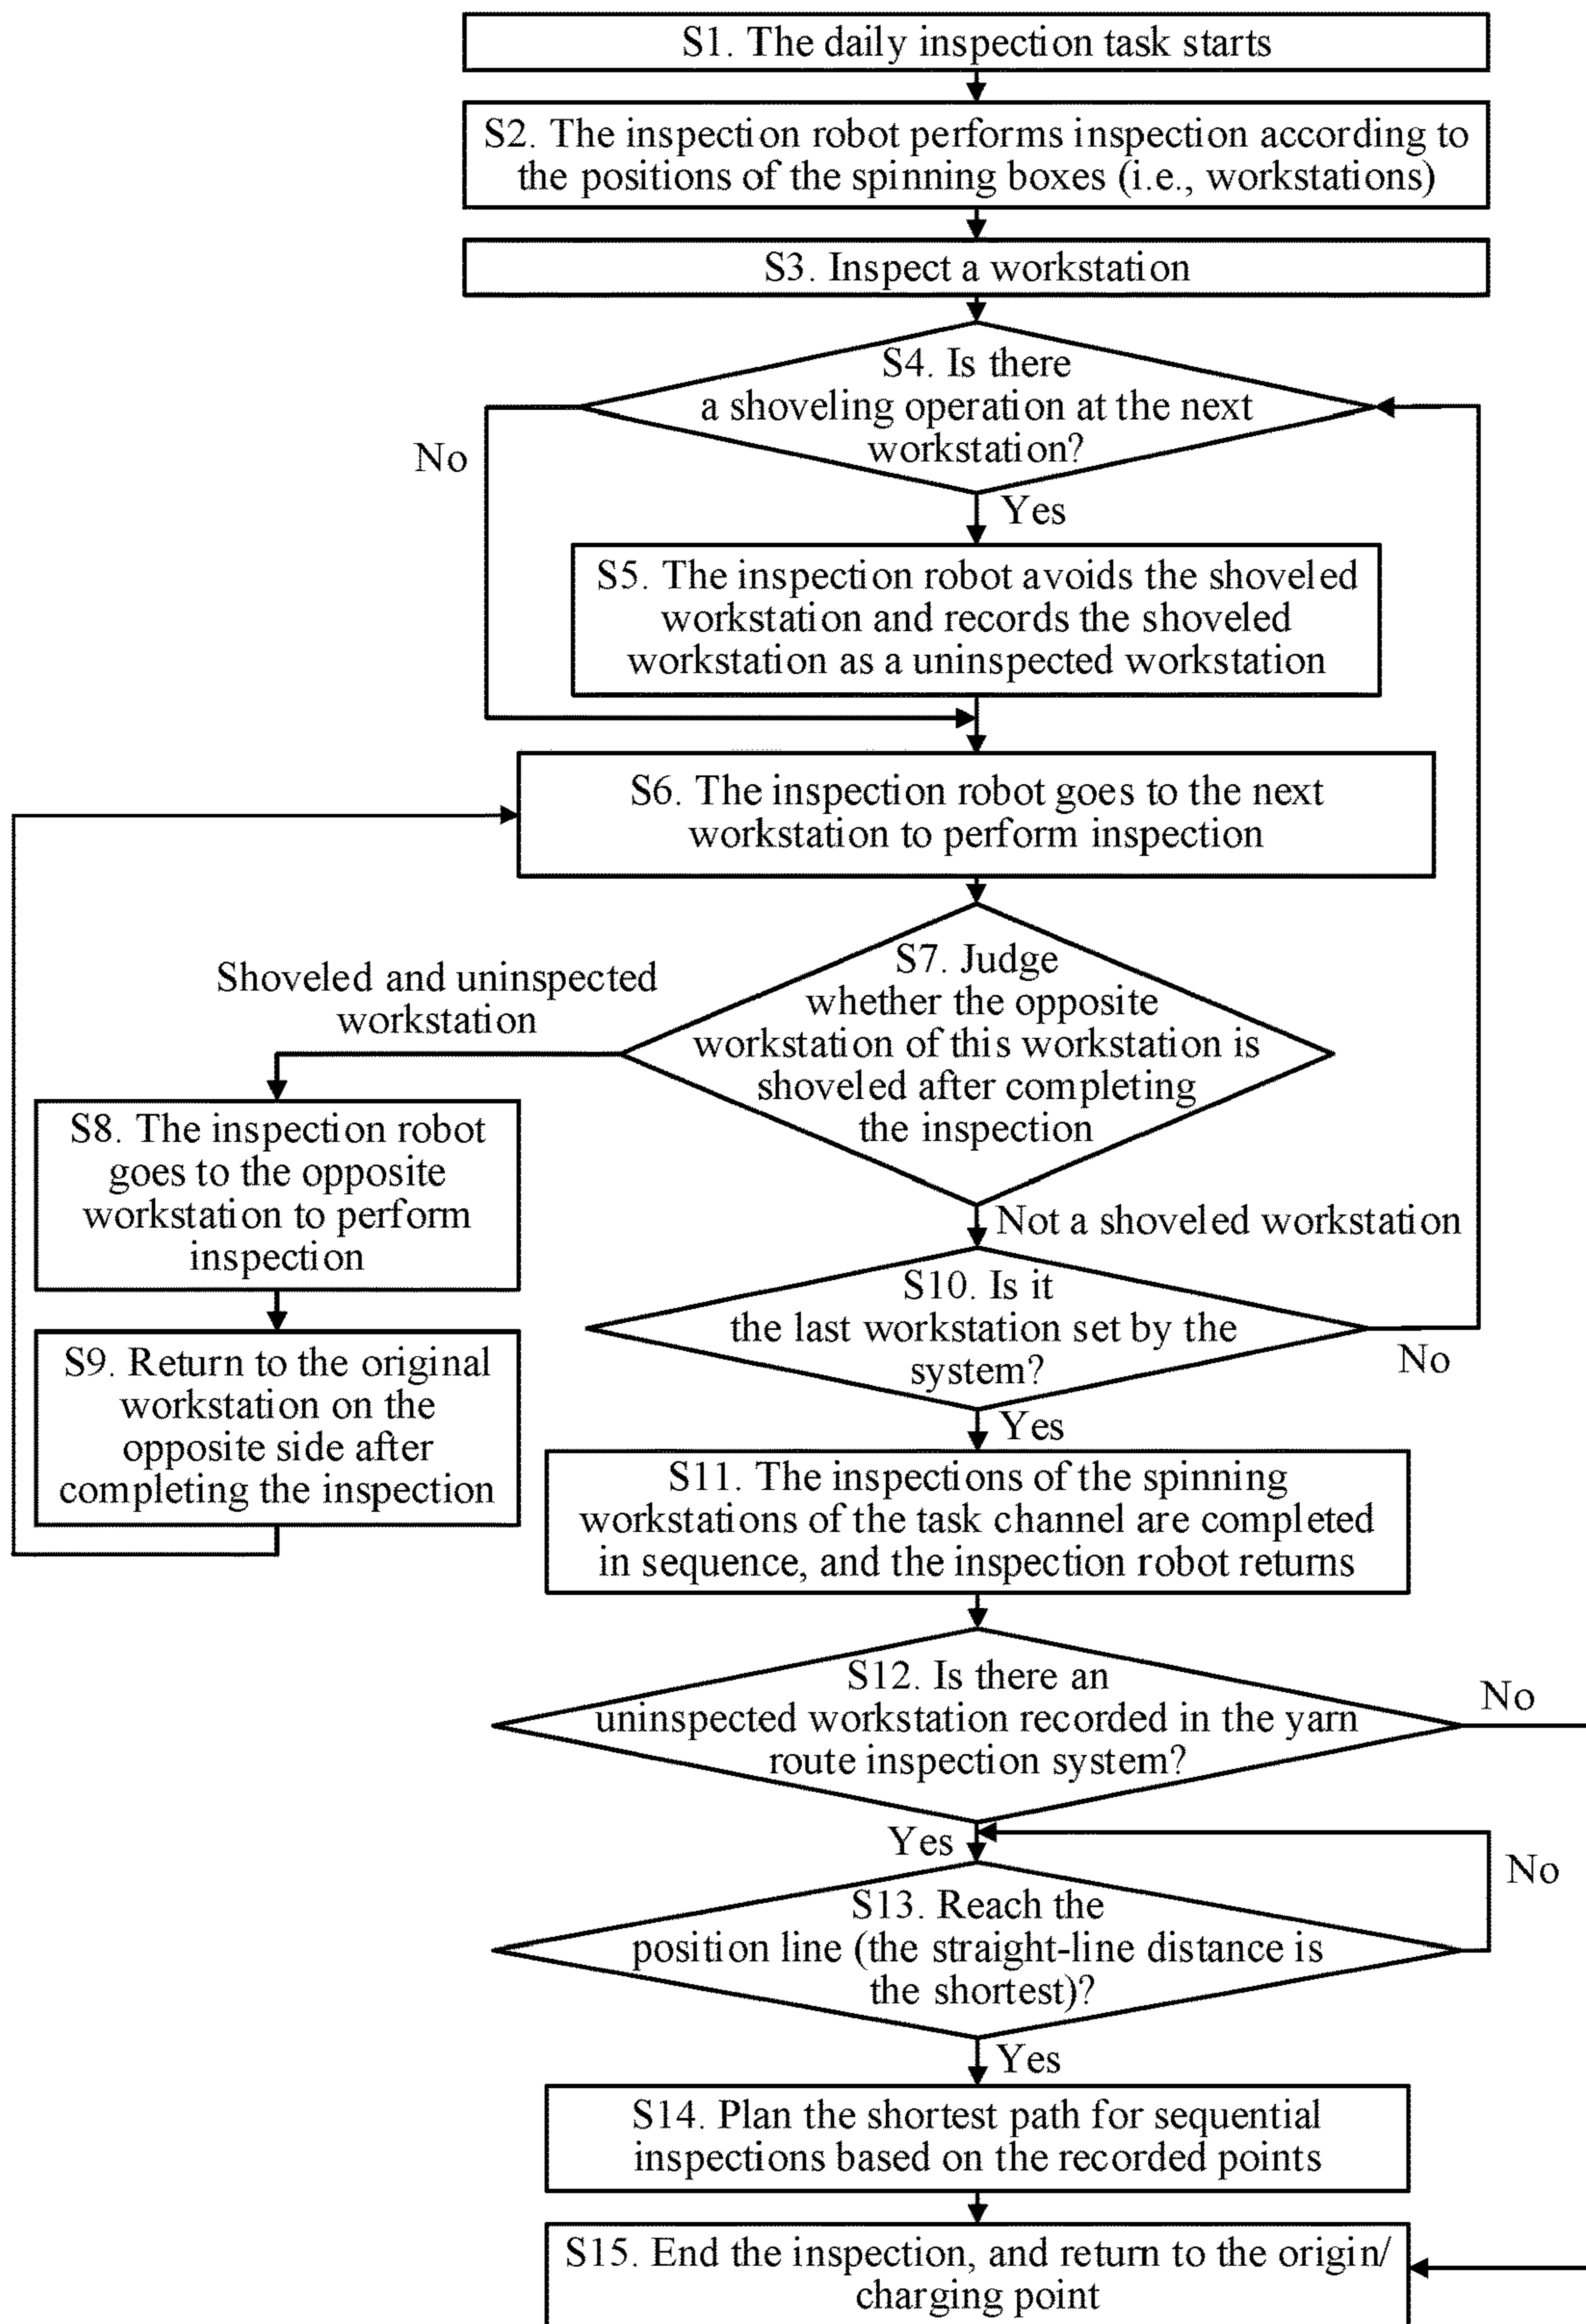 S1. The daily inspection task starts
S2. The inspection robot performs inspection according to
the positions of the spinning boxes (i.e., workstations)
S3. Inspect a workstation
S4. Is there
a shoveling operation at the next
workstation?
No
Yes
S5. The inspection robot avoids the shoveled
workstation and records the shoveled
workstation as a uninspected workstation
S6. The inspection robot goes to the next
workstation to perform inspection
S7. Judge
whether the opposite
workstation of this workstation is
shoveled after completing
the inspection
Shoveled and uninspected
workstation
S8. The inspection robot
goes to the opposite
workstation to perform
inspection
S9. Return to the original
workstation on the
opposite side after
completing the inspection
Not a shoveled workstation
S10. Is it
the last workstation set by the
system?
No
Yes
S11. The inspections of the spinning
workstations of the task channel are completed
in sequence, and the inspection robot returns
S12. Is there an
uninspected workstation recorded in the yarn
route inspection system?
No
Yes
S13. Reach the
position line (the straight-line distance is
the shortest)?
No
Yes
S14. Plan the shortest path for sequential
inspections based on the recorded points
S15. End the inspection, and return to the origin/
charging point